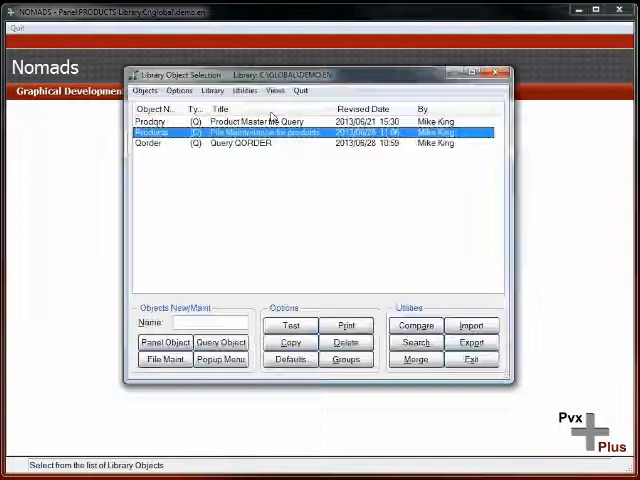 NOMADS - Panel:PRODUCTS Library:C:\global\demo.en
Quit
Nomads
Graphical Developmen
Library Object Selection Library: C:\GLOBAL\DEMO.EN
Objects Options Library Utilities Views Quit
Object N.. Ty... Title Revised Date By
Prodqry (Q) Product Master file Query 2013/06/21 15:30 Mike King
Products File Maintenance for products 2013/06/28 11:06 Mike King
Qorder (Q) Query:QORDER 2013/06/28 10:59 Mike King
Objects New/Maint Options Utilities
Name: Test Print Compare Import
Panel Object Query Object Copy Delete Search Export
File Maint. Popup Menu Defaults Groups Merge Exit
Pvx
Plus
Select from the list of Library Objects